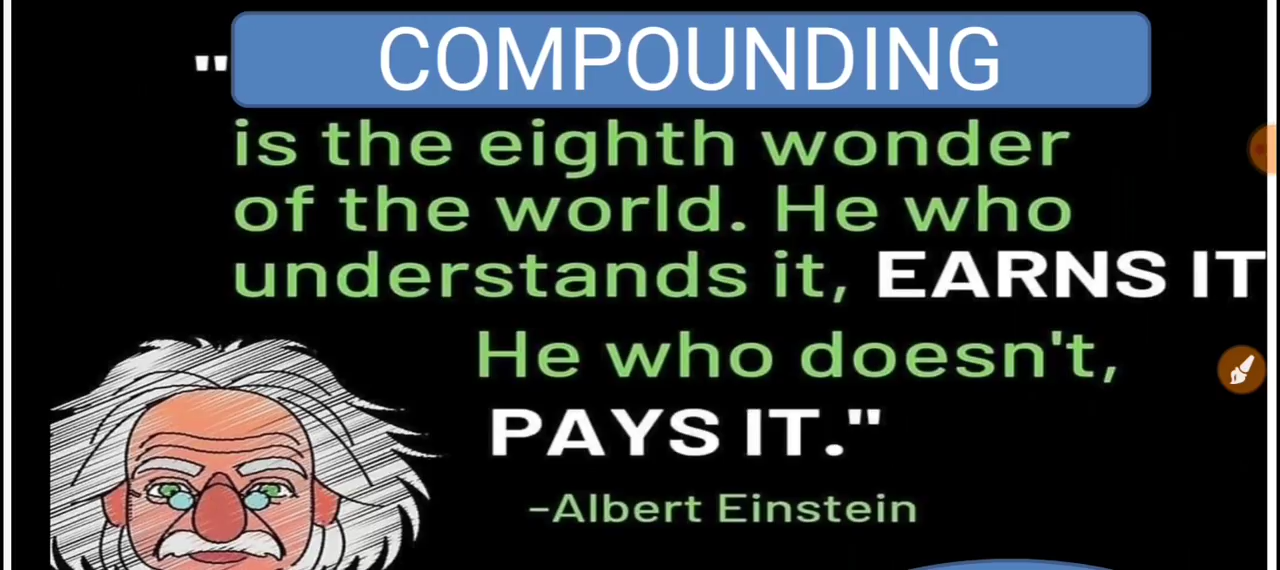 "COMPOUNDING
is the eighth wonder
of the world. He who
understands it, EARNS IT
He who doesn't,
PAYS IT."
-Albert Einstein